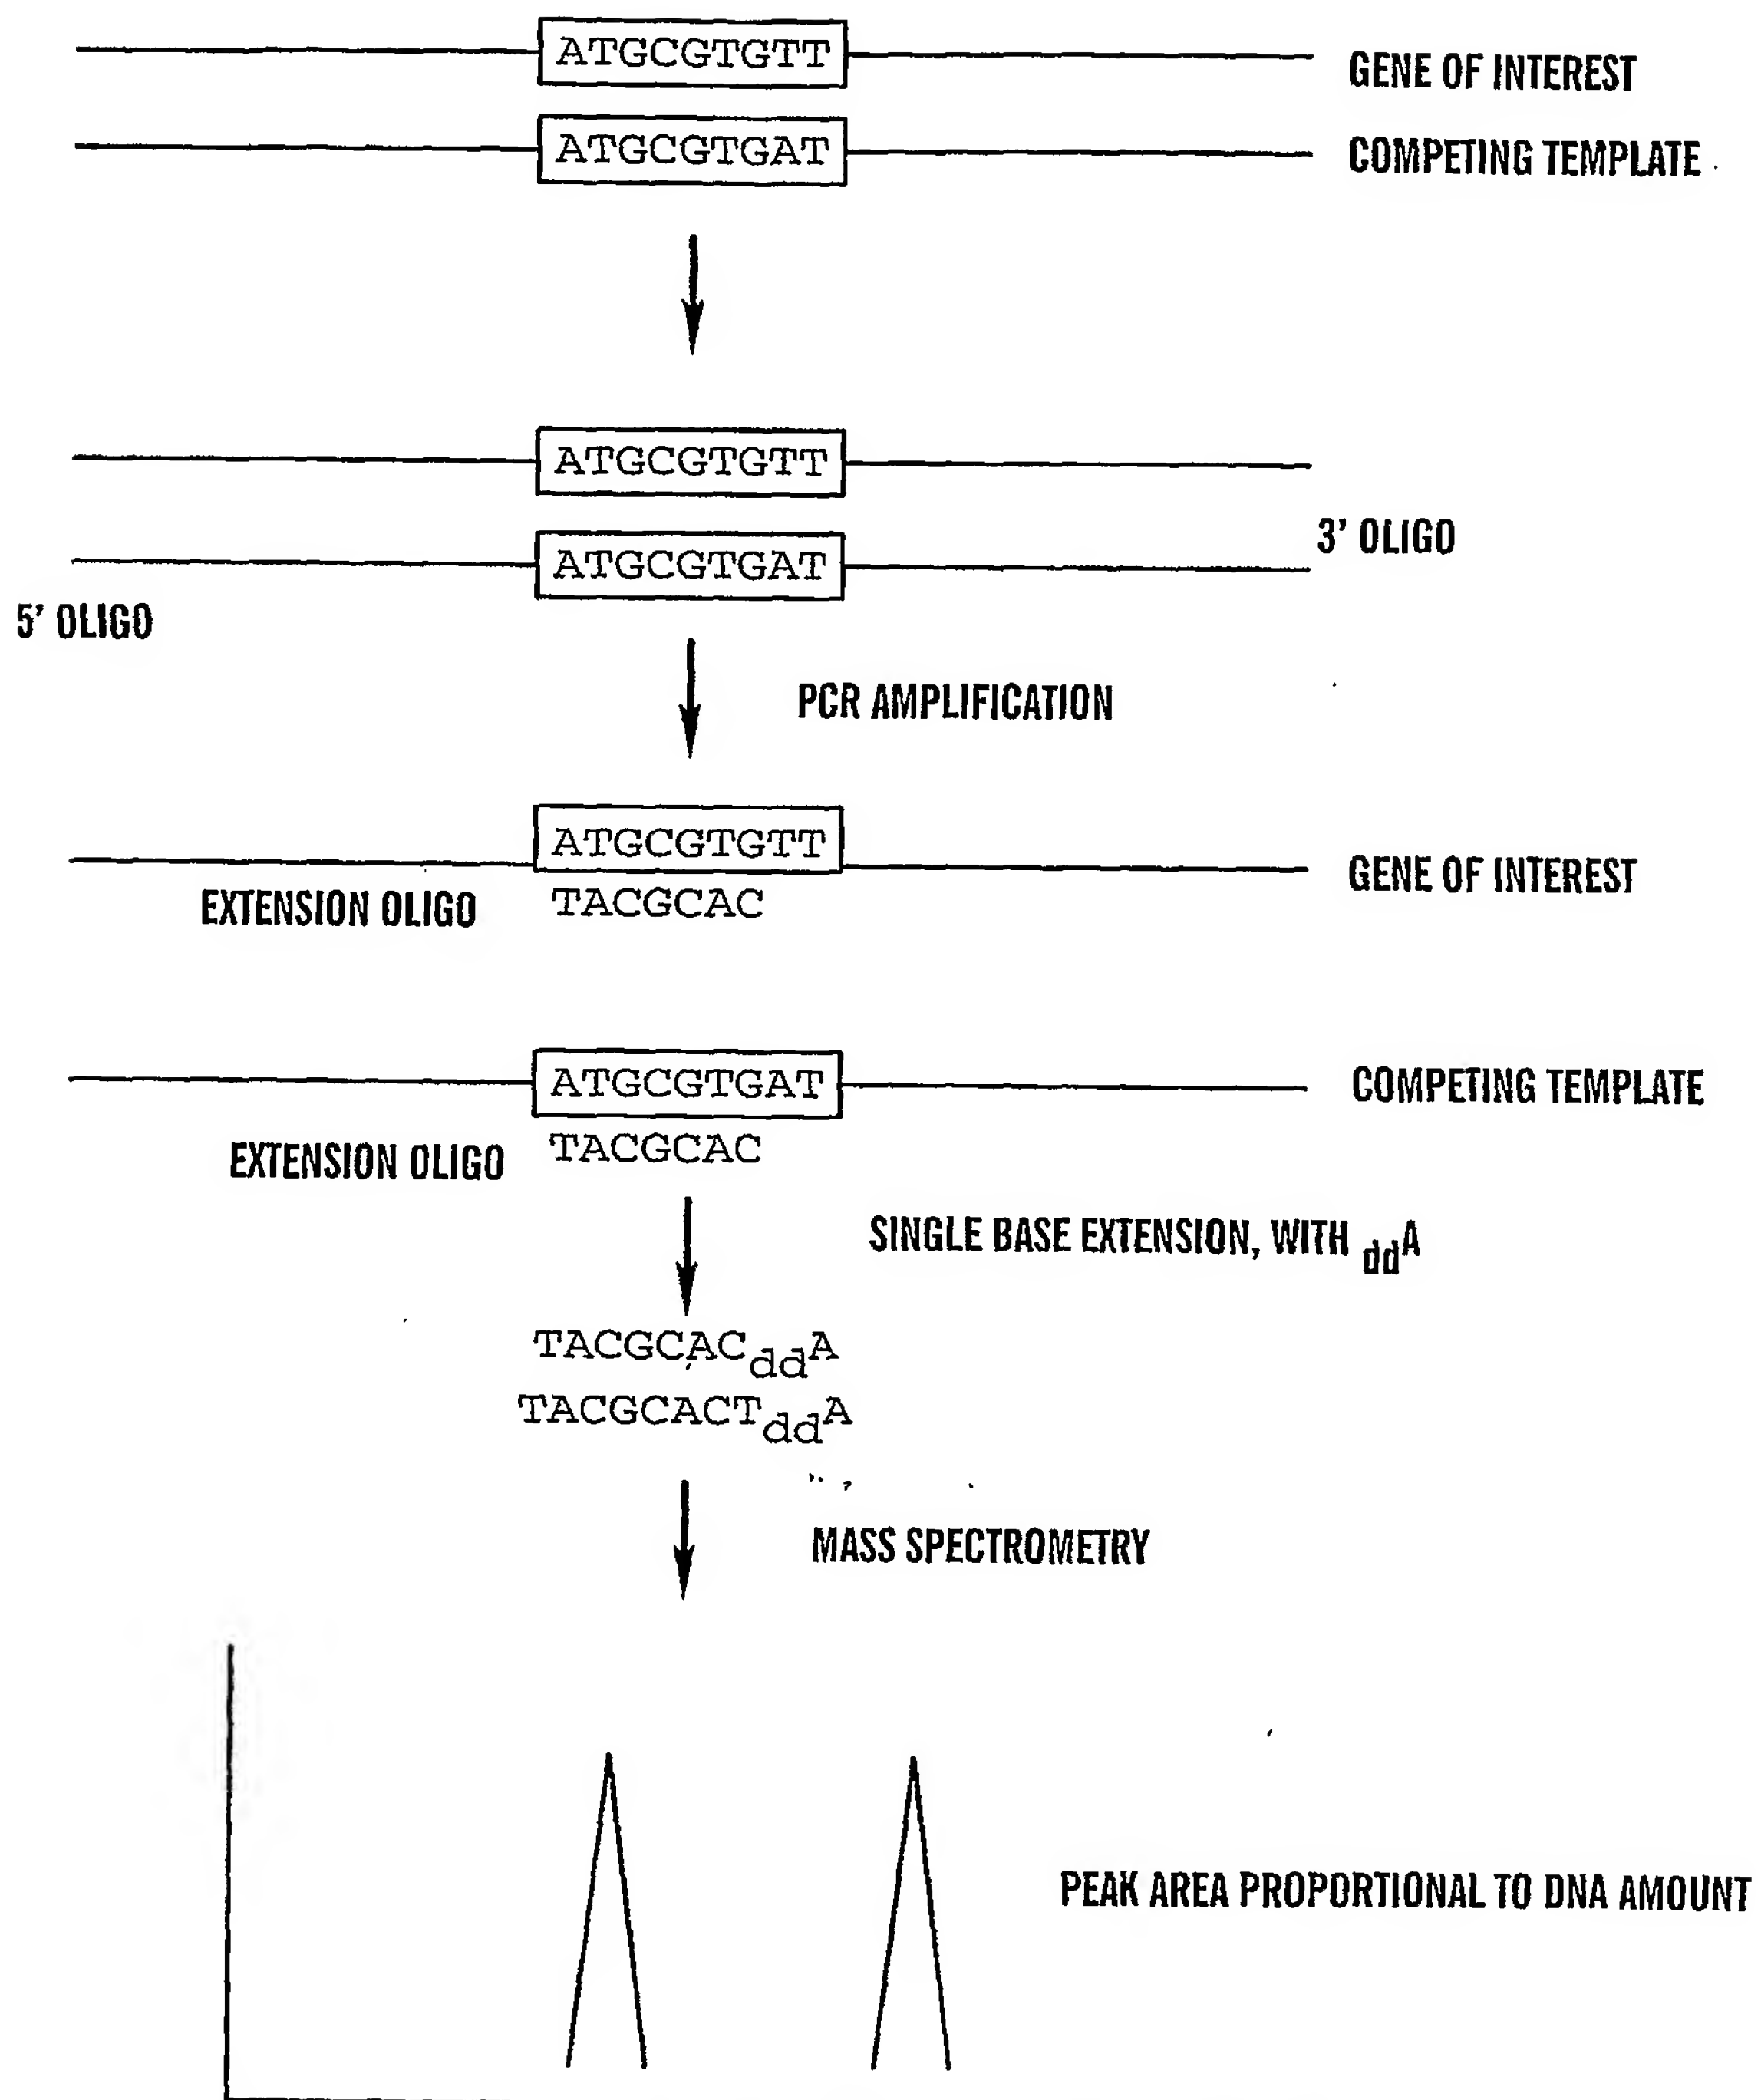 ATGCGTGTT
GENE OF INTEREST
ATGCGTGAT
COMPETING TEMPLATE
ATGCGTGTT
3' OLIGO
ATGCGTGAT
5' OLIGO
PCR AMPLIFICATION
ATGCGTGTT
GENE OF INTEREST
EXTENSION OLIGO TACGCAC
ATGCGTGAT
COMPETING TEMPLATE
EXTENSION OLIGO TACGCAC
SINGLE BASE EXTENSION, WITH ddA
TACGCACddA
TACGCACTddA
MASS SPECTROMETRY
PEAK AREA PROPORTIONAL TO DNA AMOUNT